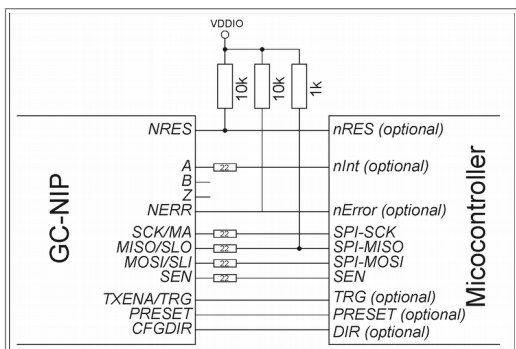 VDDIO
10k
10k
1k
GC-NIP
Micocontroller
NRES
nRES (optional)
A
22
nInt (optional)
B
Z
NERR
nError (optional)
SCK/MA
22
SPI-SCK
MISO/SLO
22
SPI-MISO
MOSI/SLI
22
SPI-MOSI
SEN
22
SEN
TXENA/TRG
TRG (optional)
PRESET
PRESET (optional)
CFGDIR
DIR (optional)